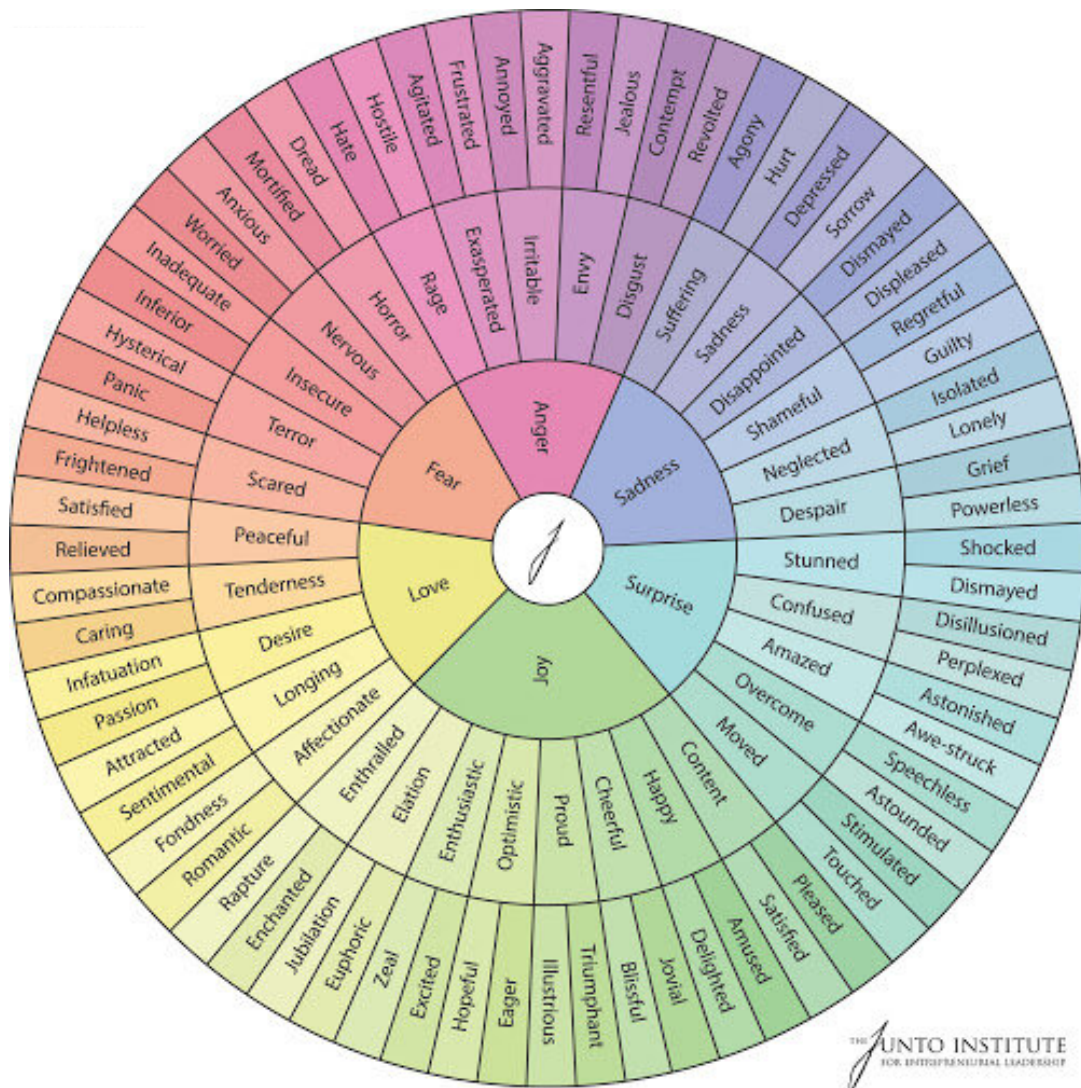 Anger
Sadness
Surprise
Joy
Love
Fear
Rage
Exasperated
Irritable
Envy
Disgust
Suffering
Sadness
Disappointed
Shameful
Neglected
Despair
Stunned
Confused
Amazed
Overcome
Moved
Content
Happy
Cheerful
Proud
Optimistic
Enthusiastic
Elation
Enthralled
Affectionate
Longing
Desire
Tenderness
Peaceful
Scared
Terror
Insecure
Nervous
Horror
Hate
Hostile
Agitated
Frustrated
Annoyed
Aggravated
Resentful
Jealous
Contempt
Revolted
Agony
Hurt
Depressed
Sorrow
Dismayed
Displeased
Regretful
Guilty
Isolated
Lonely
Grief
Powerless
Shocked
Dismayed
Disillusioned
Perplexed
Astonished
Awe-struck
Speechless
Astounded
Stimulated
Touched
Pleased
Satisfied
Amused
Delighted
Jovial
Blissful
Triumphant
Illustrious
Eager
Hopeful
Excited
Zeal
Euphoric
Jubilation
Enchanted
Rapture
Romantic
Fondness
Sentimental
Attracted
Passion
Infatuation
Caring
Compassionate
Relieved
Satisfied
Frightened
Helpless
Panic
Hysterical
Inferior
Inadequate
Worried
Anxious
Mortified
Dread
J
THE JUNTO INSTITUTE
FOR ENTREPRENEURIAL LEADERSHIP